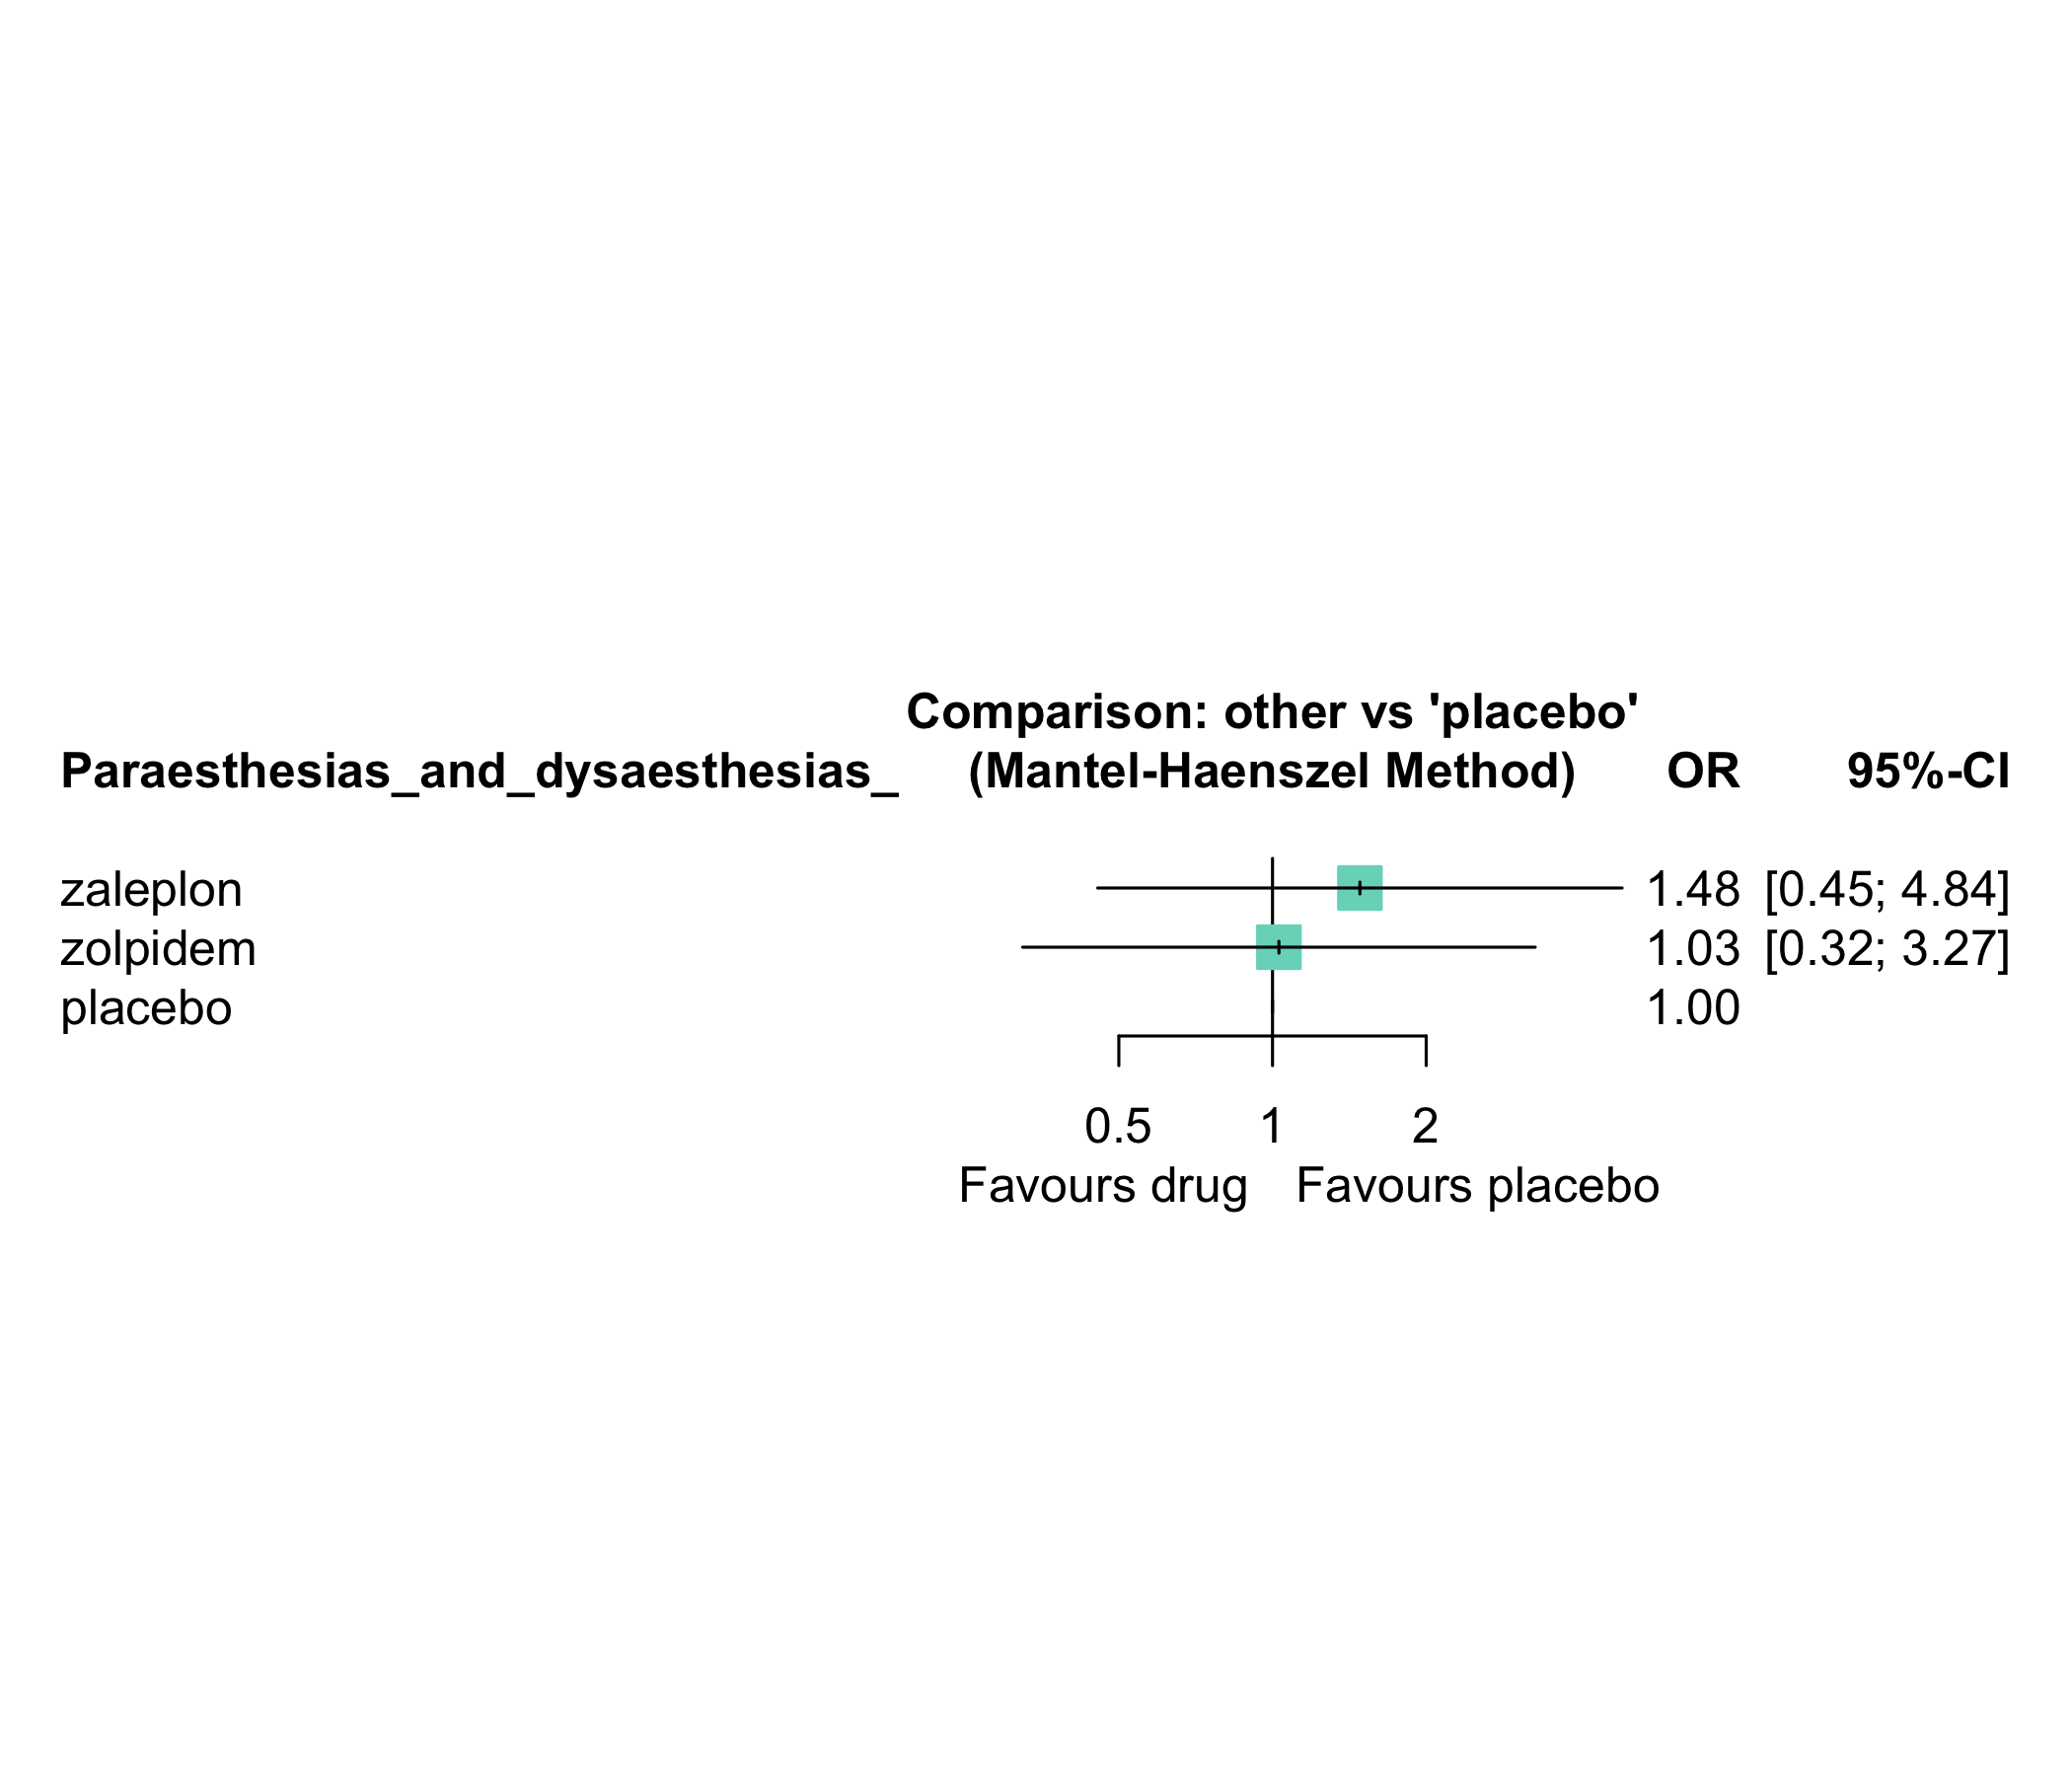 Comparison: other vs 'placebo'
Paraesthesias_and_dysaesthesias_ (Mantel-Haenszel Method) OR 95%-CI
zaleplon 1.48 [0.45; 4.84]
zolpidem 1.03 [0.32; 3.27]
placebo 1.00
0.5 1 2
Favours drug Favours placebo